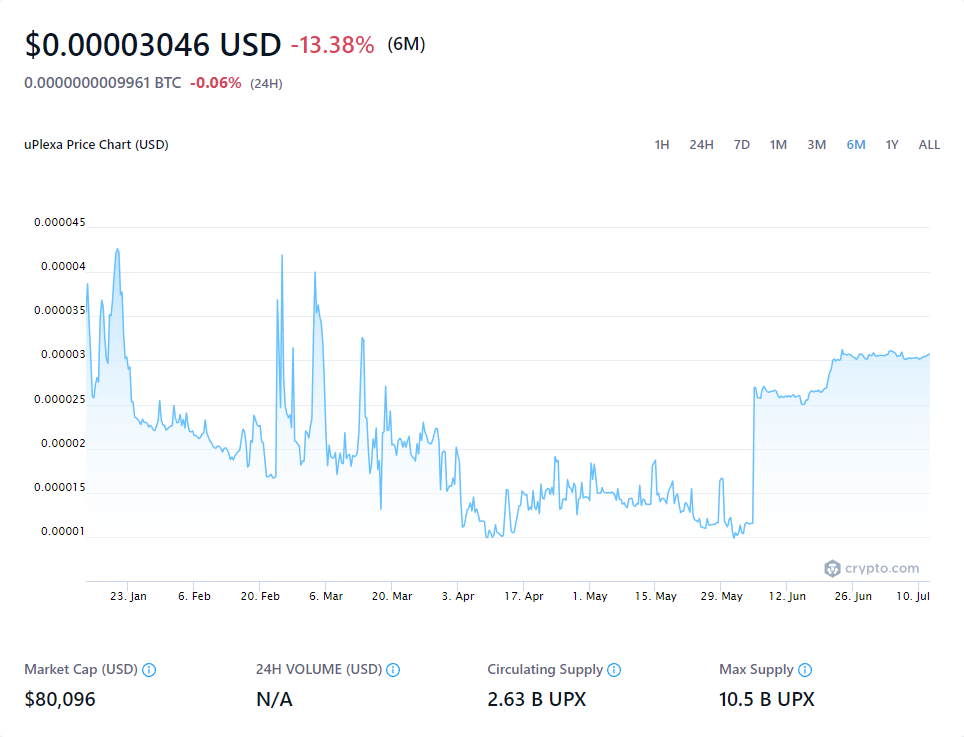 $0.00003046 USD -13.38% (6M)
0.0000000009961 BTC -0.06% (24H)
uPlexa Price Chart (USD) 1H 24H 7D 1M 3M 6M 1Y ALL
0.000045
0.00004
0.000035
0.00003
0.000025
0.00002
0.000015
0.00001
crypto.com
23. Jan 6. Feb 20. Feb 6. Mar 20. Mar 3. Apr 17. Apr 1. May 15. May 29. May 12. Jun 26. Jun 10. Jul
Market Cap (USD) 24H VOLUME (USD) Circulating Supply Max Supply
$80,096 N/A 2.63 B UPX 10.5 B UPX